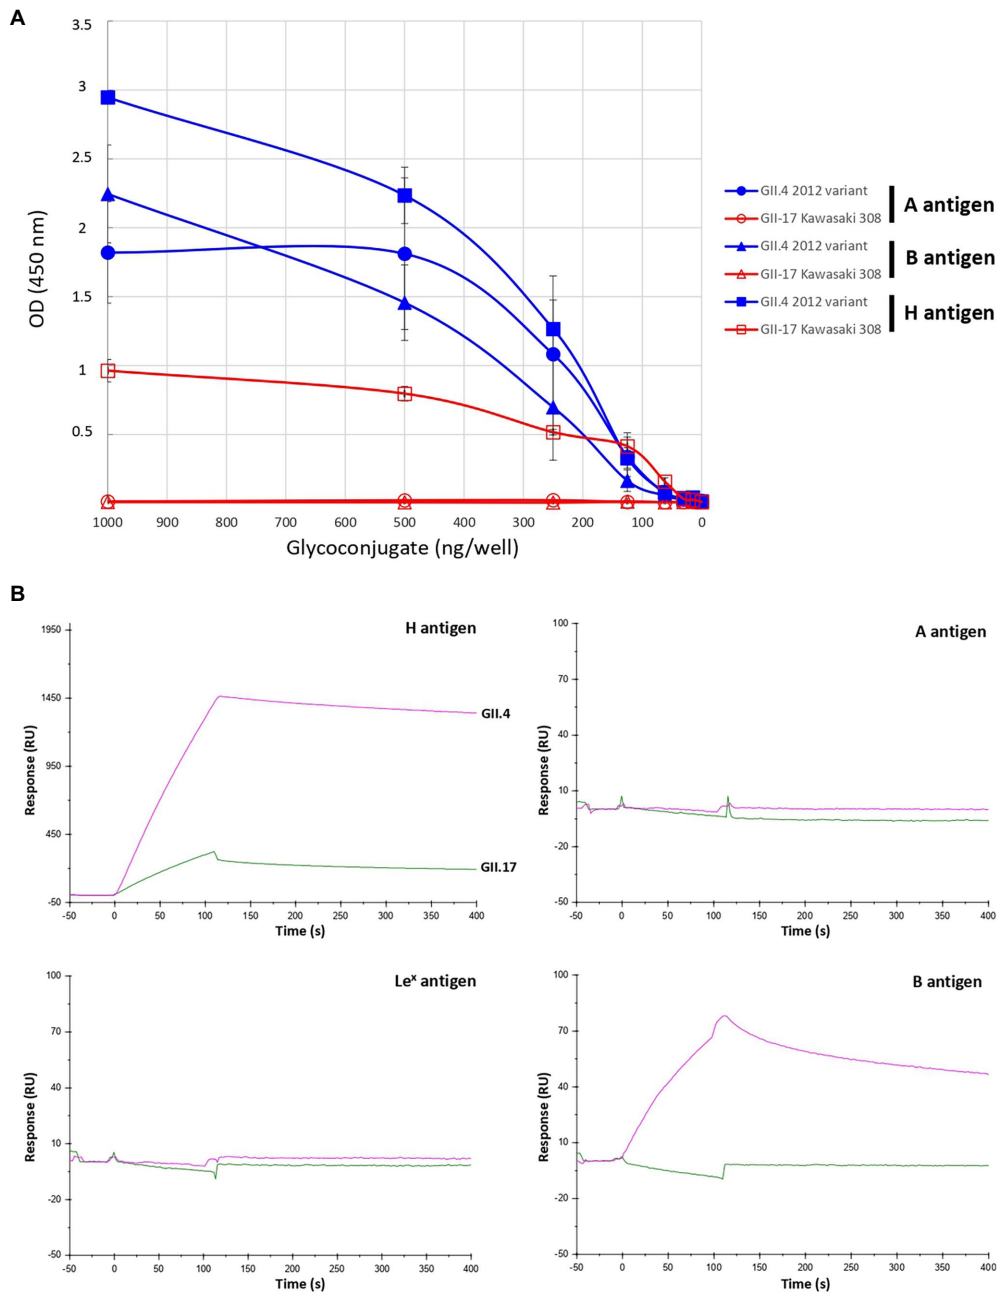 A
3.5
3
2.5
2
1.5
1
0.5
OD (450 nm)
1000 900 800 700 600 500 400 300 200 100 0
Glycoconjugate (ng/well)
GII.4 2012 variant
GII-17 Kawasaki 308
A antigen
GII.4 2012 variant
GII-17 Kawasaki 308
B antigen
GII.4 2012 variant
GII-17 Kawasaki 308
H antigen
B
H antigen
1950
1450
950
450
-50
Response (RU)
GII.4
GII.17
-50 0 50 100 150 200 250 300 350 400
Time (s)
A antigen
100
70
40
10
-20
-50
Response (RU)
-50 0 50 100 150 200 250 300 350 400
Time (s)
Leˣ antigen
100
70
40
10
-20
-50
Response (RU)
-50 0 50 100 150 200 250 300 350 400
Time (s)
B antigen
100
70
40
10
-20
-50
Response (RU)
-50 0 50 100 150 200 250 300 350 400
Time (s)